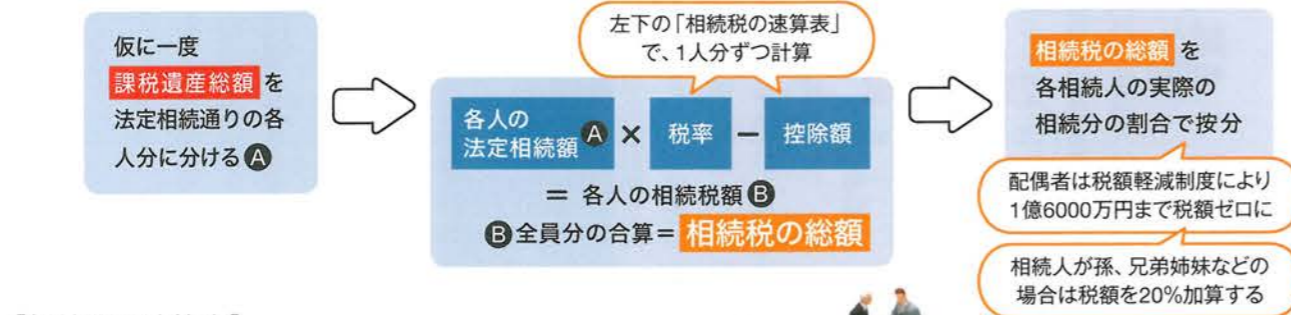 仮に一度
課税遺産総額 を
法定相続通りの各
人分に分けるA
左下の「相続税の速算表」
で、1人分ずつ計算
各人の
法定相続額 A × 税率 − 控除額
= 各人の相続税額B
B全員分の合算=相続税の総額
相続税の総額 を
各相続人の実際の
相続分の割合で按分
配偶者は税額軽減制度により
1億6000万円まで税額ゼロに
相続人が孫、兄弟姉妹などの
場合は税額を20%加算する